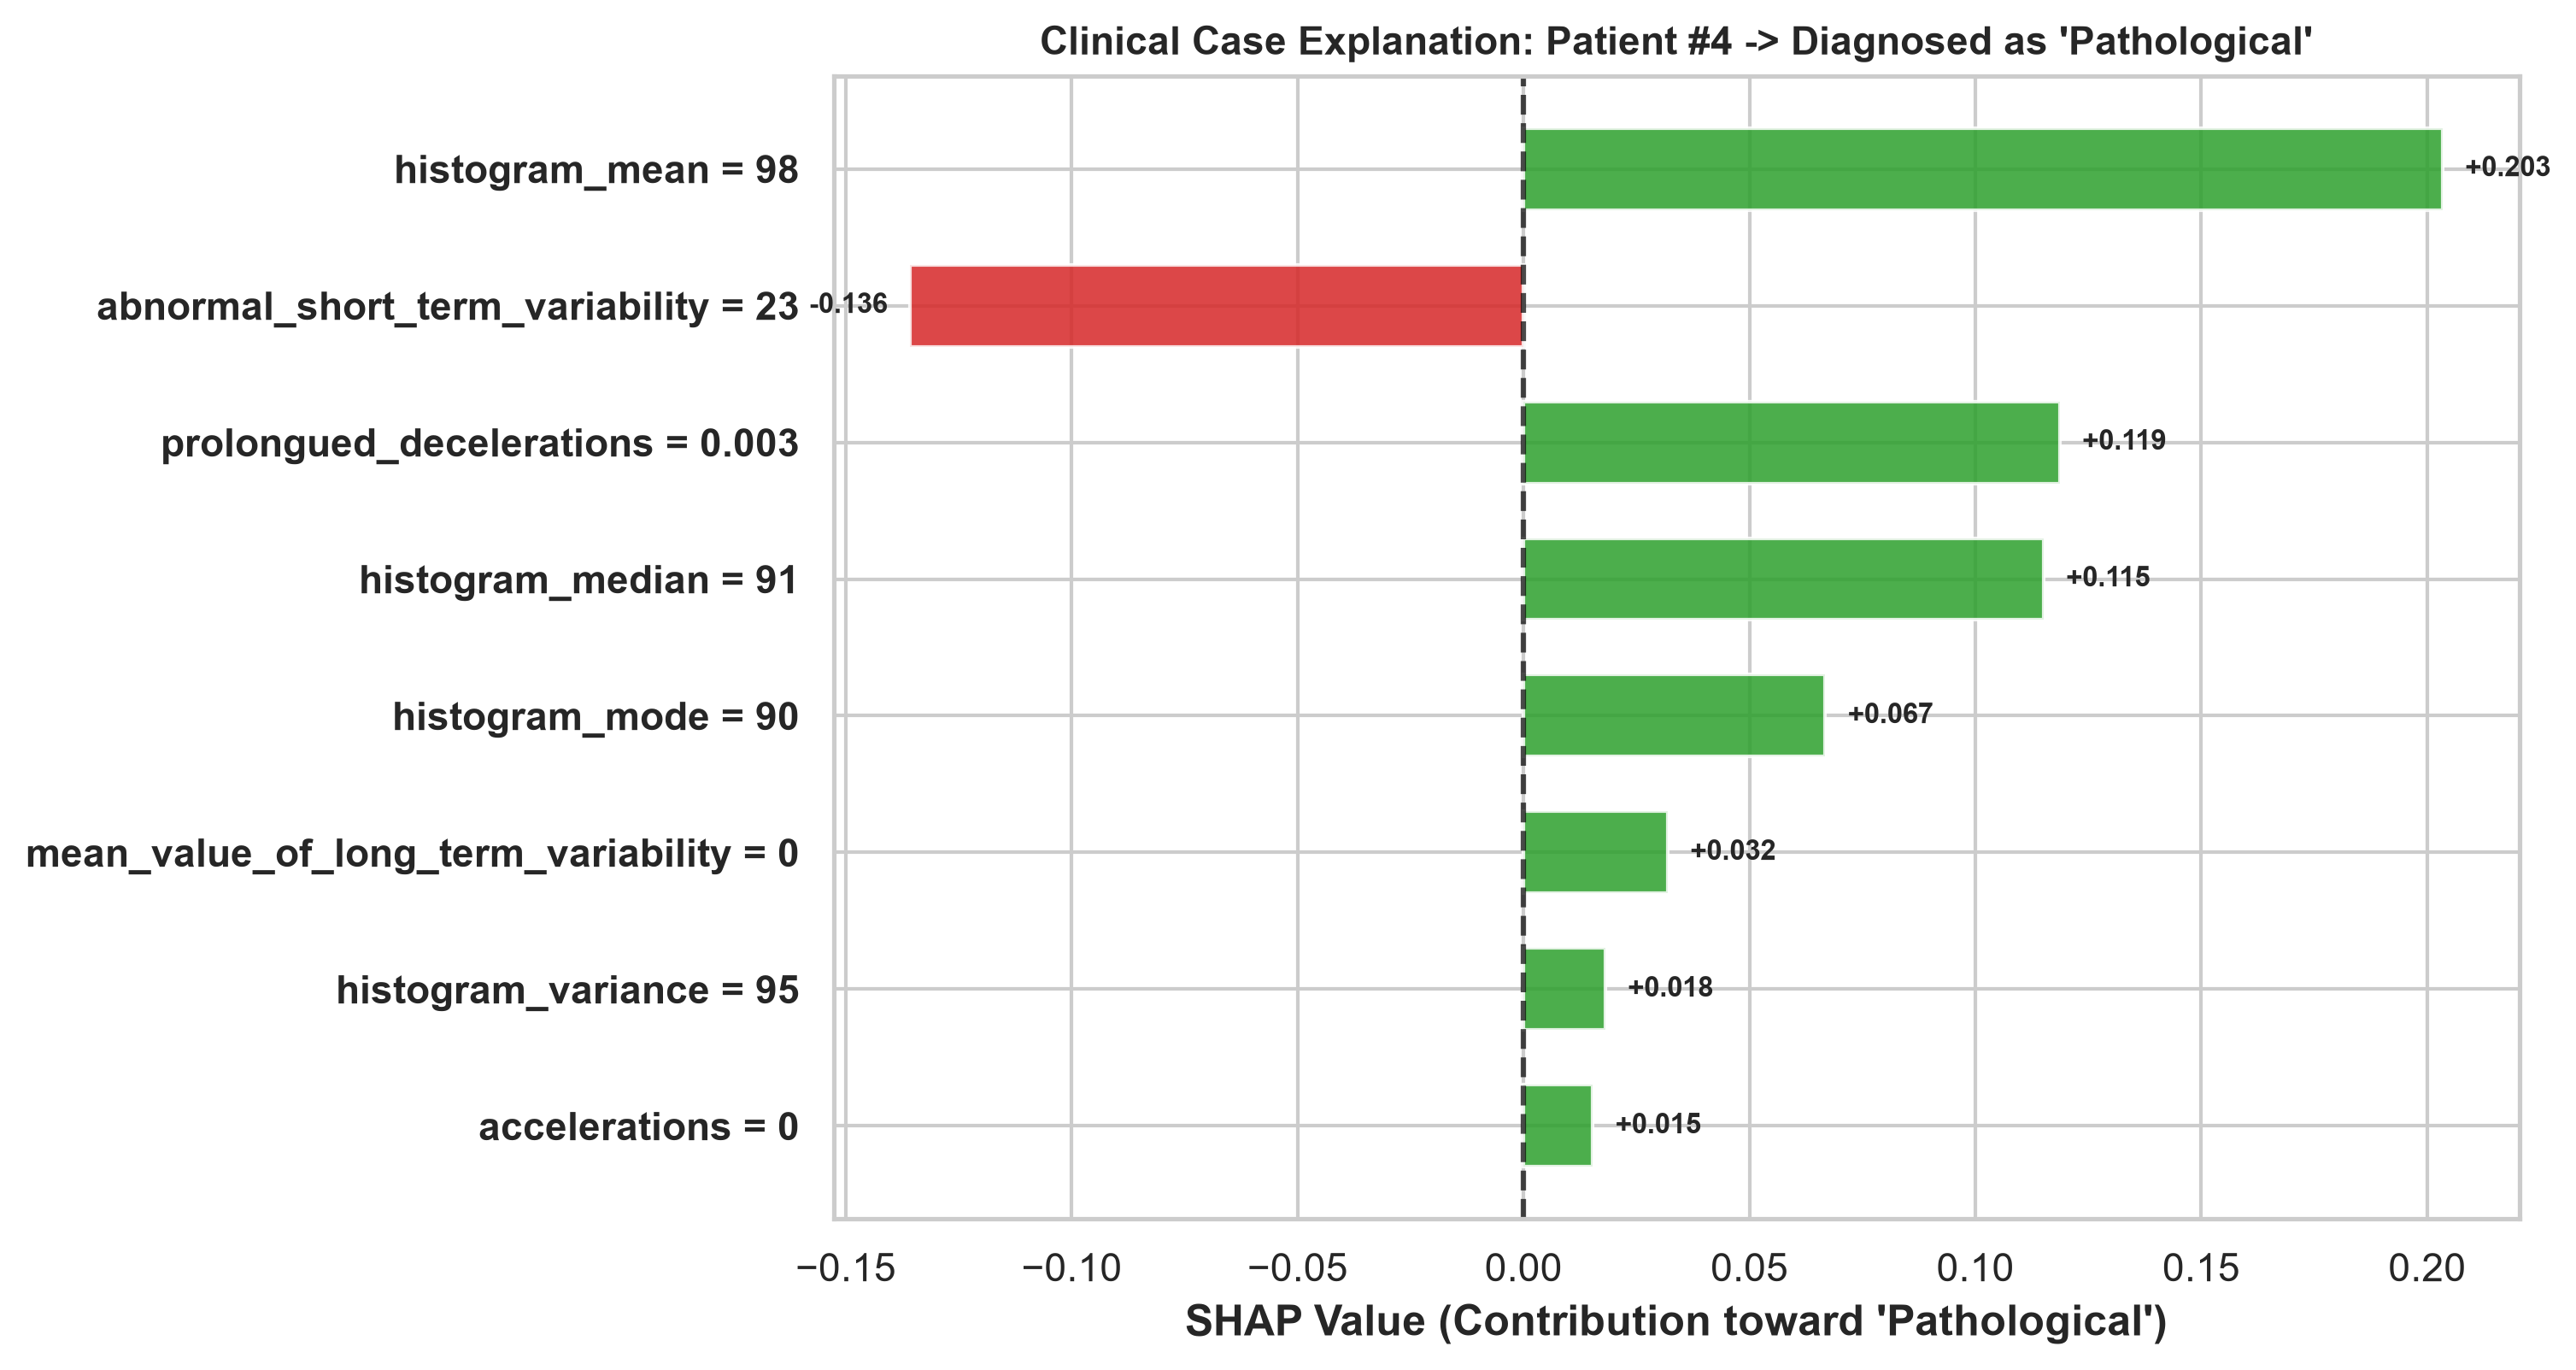 Clinical Case Explanation: Patient #4 -> Diagnosed as 'Pathological'
histogram_mean = 98 +0.203
abnormal_short_term_variability = 23 -0.136
prolongued_decelerations = 0.003 +0.119
histogram_median = 91 +0.115
histogram_mode = 90 +0.067
mean_value_of_long_term_variability = 0 +0.032
histogram_variance = 95 +0.018
accelerations = 0 +0.015
−0.15 −0.10 −0.05 0.00 0.05 0.10 0.15 0.20
SHAP Value (Contribution toward 'Pathological')